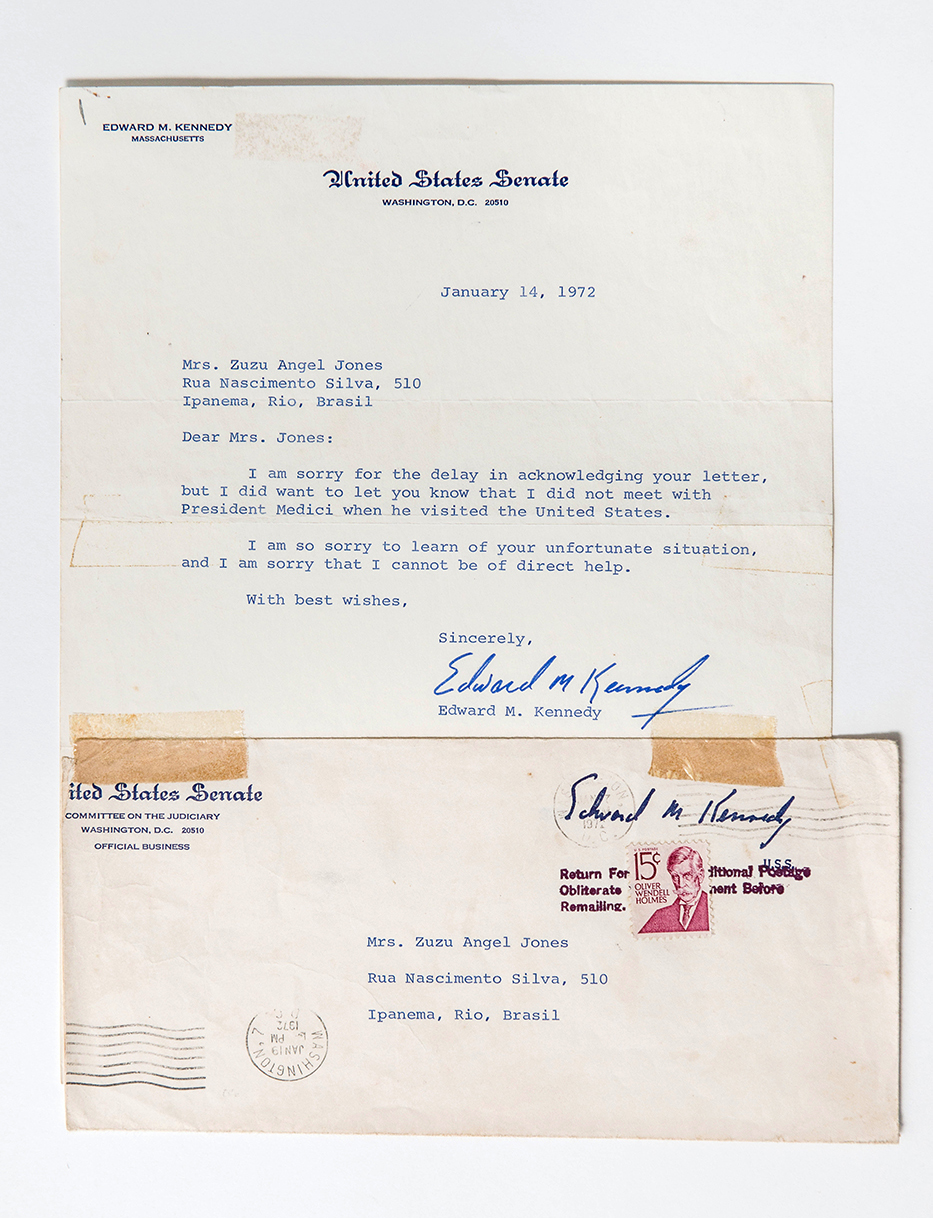 EDWARD M. KENNEDY
MASSACHUSETTS
United States Senate
WASHINGTON, D.C. 20510
January 14, 1972
Mrs. Zuzu Angel Jones
Rua Nascimento Silva, 510
Ipanema, Rio, Brasil
Dear Mrs. Jones:
I am sorry for the delay in acknowledging your letter,
but I did want to let you know that I did not meet with
President Medici when he visited the United States.
I am so sorry to learn of your unfortunate situation,
and I am sorry that I cannot be of direct help.
With best wishes,
Sincerely,
Edward M Kennedy
Edward M. Kennedy
ited States Senate
COMMITTEE ON THE JUDICIARY
WASHINGTON, D.C. 20510
OFFICIAL BUSINESS
Edward M Kennedy
U.S.S.
Return For ditional Postage
Obliterate ment Before
Remailing.
15¢
OLIVER
WENDELL
HOLMES
Mrs. Zuzu Angel Jones
Rua Nascimento Silva, 510
Ipanema, Rio, Brasil
WASHINGTON
JAN 19
PM
1972
D.C.